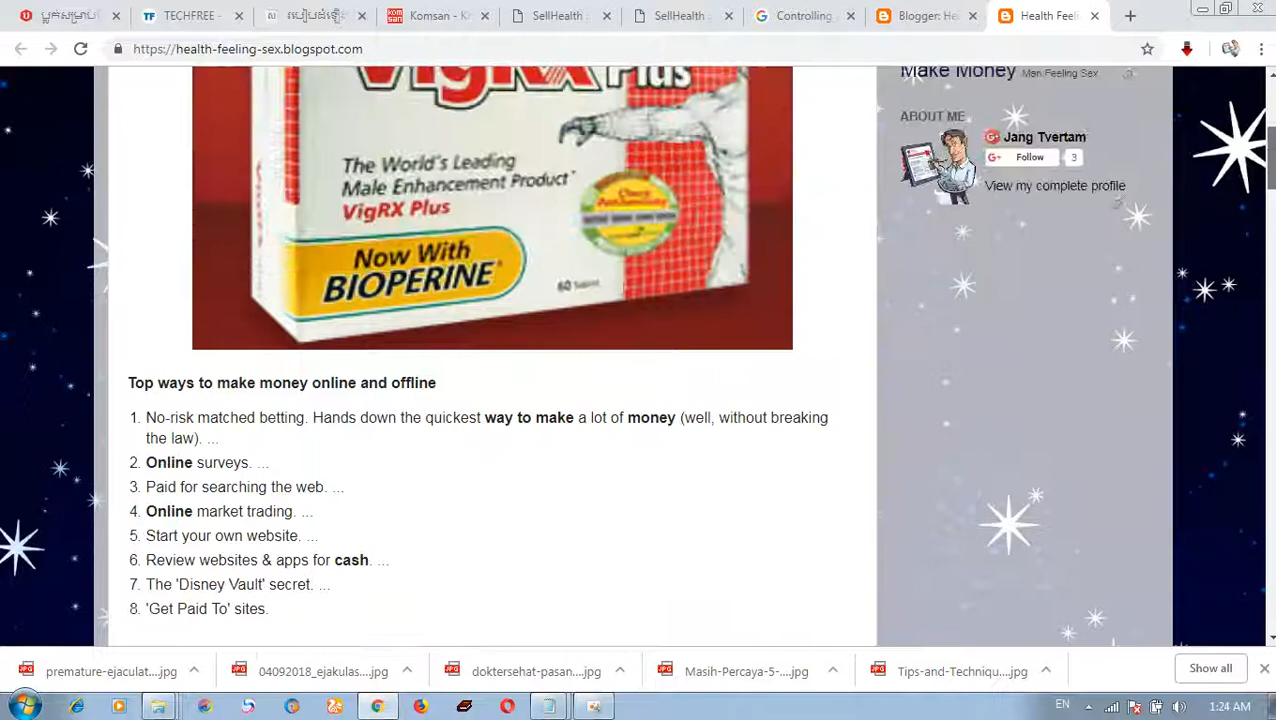 TECHFREE -
Komsan - Kr
SellHealth
SellHealth
Controlling
Blogger: He
Health Feeli
https://health-feeling-sex.blogspot.com
VigRX Plus
The World's Leading
Male Enhancement Product*
VigRX Plus
Now With
BIOPERINE®
60 Tablets
Make Money Man Feeling Sex
ABOUT ME
Jang Tvertam
G+ Follow 3
View my complete profile
Top ways to make money online and offline
1. No-risk matched betting. Hands down the quickest way to make a lot of money (well, without breaking
the law). ...
2. Online surveys. ...
3. Paid for searching the web. ...
4. Online market trading. ...
5. Start your own website. ...
6. Review websites & apps for cash. ...
7. The 'Disney Vault' secret. ...
8. 'Get Paid To' sites.
premature-ejaculat....jpg
04092018_ejakulas....jpg
doktersehat-pasan....jpg
Masih-Percaya-5-....jpg
Tips-and-Techniqu....jpg
Show all
EN
1:24 AM